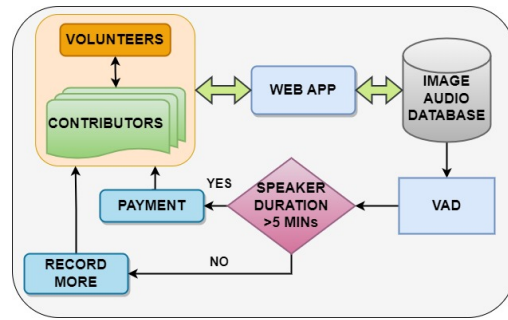 VOLUNTEERS
CONTRIBUTORS
WEB APP
IMAGE
AUDIO
DATABASE
YES
PAYMENT
SPEAKER
DURATION
>5 MINs
VAD
NO
RECORD
MORE